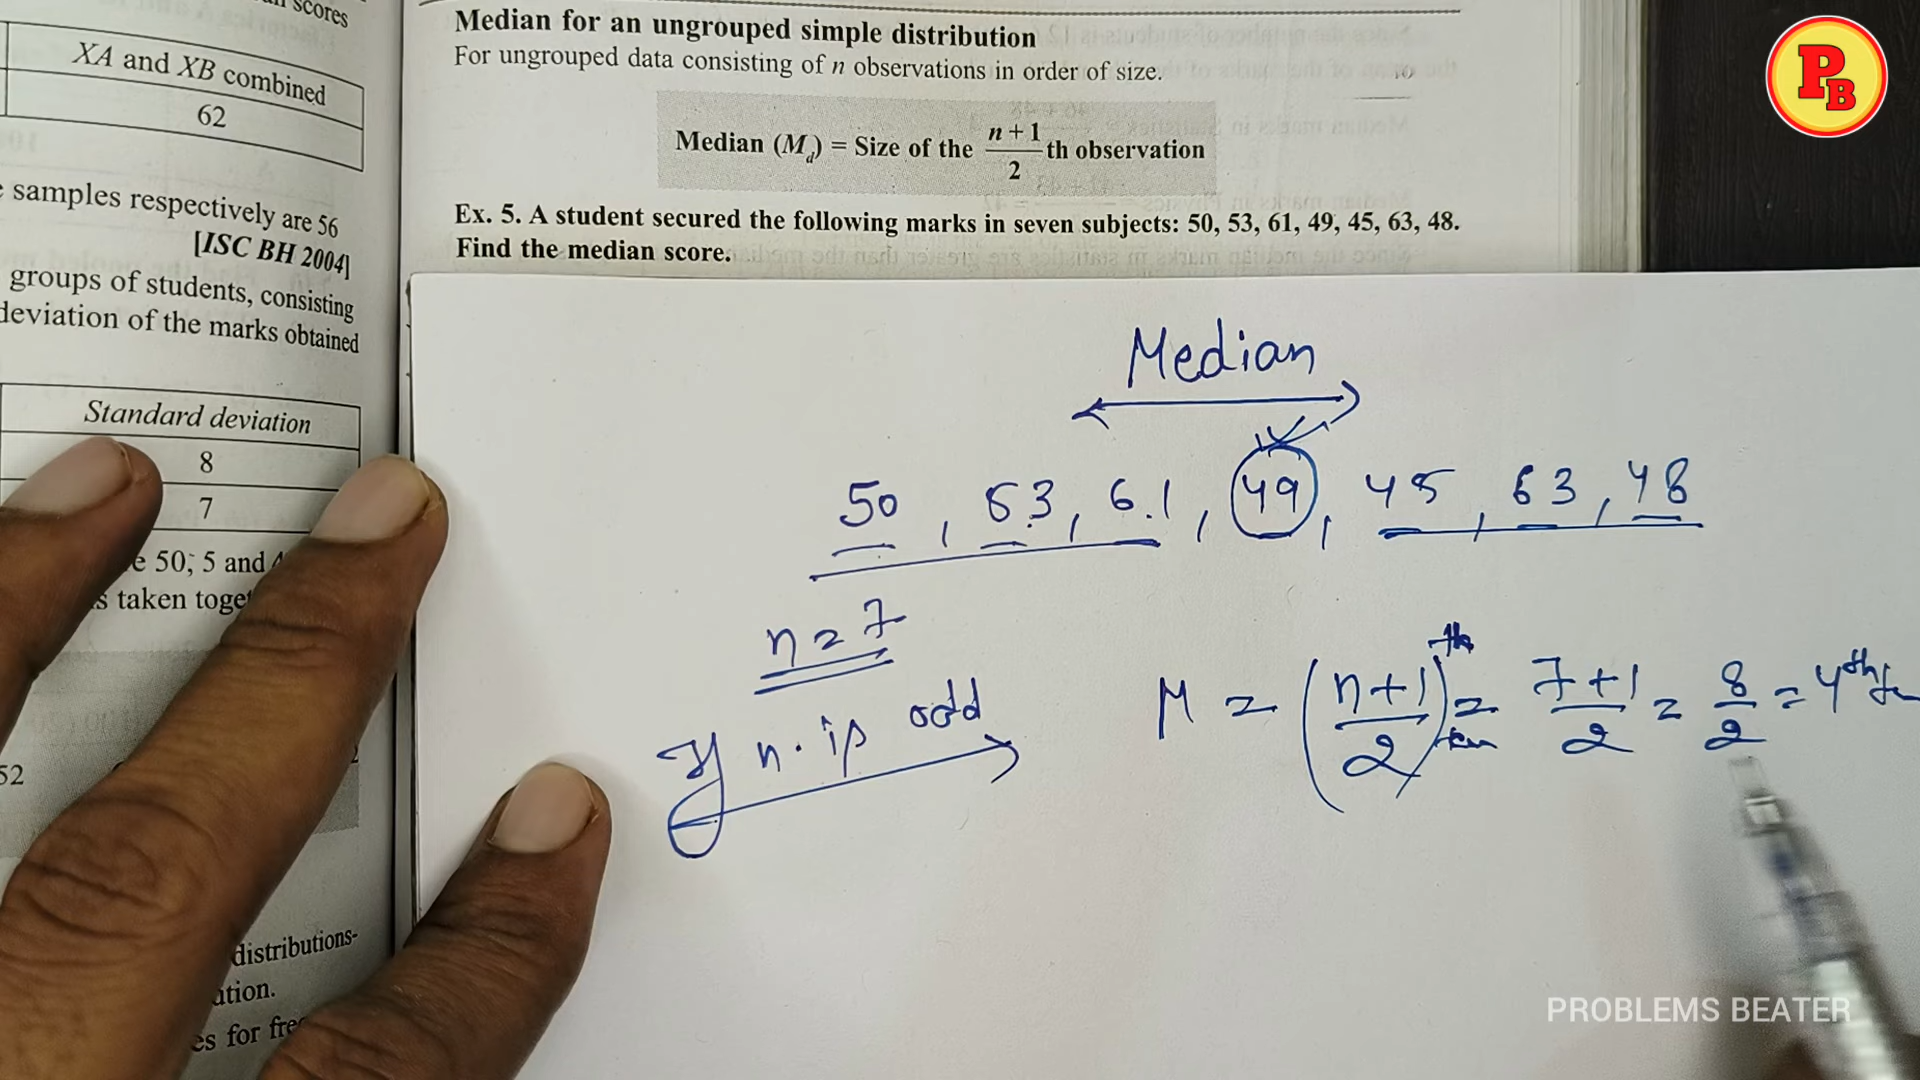 scores
XA and XB combined
62
samples respectively are 56
[ISC BH 2004]
groups of students, consisting
deviation of the marks obtained
Standard deviation
8
7
50, 5 and
taken toge
52
distributions-
ation.
es for fre
Median for an ungrouped simple distribution
For ungrouped data consisting of n observations in order of size.
Median (Md) = Size of the n + 1 / 2 th observation
Ex. 5. A student secured the following marks in seven subjects: 50, 53, 61, 49, 45, 63, 48.
Find the median score.
Median
50, 53, 61, 49, 45, 63, 48
n = 7
If n. is odd
M = (n+1 / 2)th = 7+1 / 2 = 8 / 2 = 4th
PB
PROBLEMS BEATER